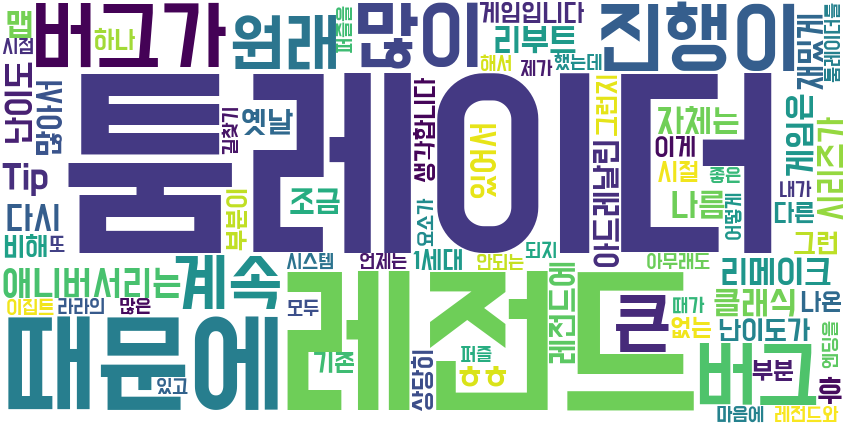 맵
시점
버그가
하나
원래
퍼즐을
많이
게임입니다
리부트
해서
제가
했는데
진행이
재밌게
툼레이더를
난이도
많아서
길찾기
옛날
툼레이더
생각합니다
있어서
그런지
자체는
이게
시절
좋은
게임은
시리즈가
Tip
다시
비해
또
부분이
조금
요소가
아드레날린
나름
어떻게
내가
다른
그런
애니버서리는
계속
시스템
언제는
1세대
안되는
되지
아무래도
리메이크
이집트
라라의
많은
모두
레전드에
큰
때가
없는
클래식
나온
난이도가
엔딩을
때문에
있고
기존
상당히
퍼즐
ㅎㅎ
레전드
버그
부분
후
마음에
레전드와